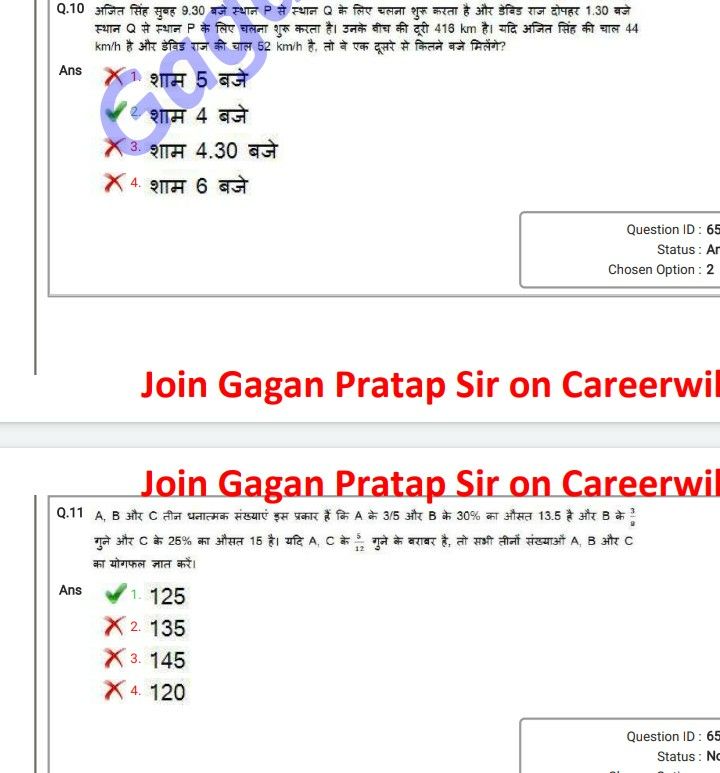 Q.10 अजित सिंह सुबह 9.30 बजे स्थान P से स्थान Q के लिए चलना शुरू करता है और डेविड राज दोपहर 1.30 बजे
स्थान Q से स्थान P के लिए चलना शुरू करता है। उनके बीच की दूरी 416 km है। यदि अजित सिंह की चाल 44
km/h है और डेविड राज की चाल 52 km/h है, तो वे एक दूसरे से कितने बजे मिलेंगे?
Ans 1. शाम 5 बजे
2. शाम 4 बजे
3. शाम 4.30 बजे
4. शाम 6 बजे
Question ID : 65
Status : An
Chosen Option : 2
Join Gagan Pratap Sir on Careerwil
Join Gagan Pratap Sir on Careerwil
Q.11 A, B और C तीन धनात्मक संख्याएं इस प्रकार हैं कि A के 3/5 और B के 30% का औसत 13.5 है और B के 3/8
गुने और C के 25% का औसत 15 है। यदि A, C के 5/12 गुने के बराबर है, तो सभी तीनों संख्याओं A, B और C
का योगफल ज्ञात करें।
Ans 1. 125
2. 135
3. 145
4. 120
Question ID : 65
Status : No